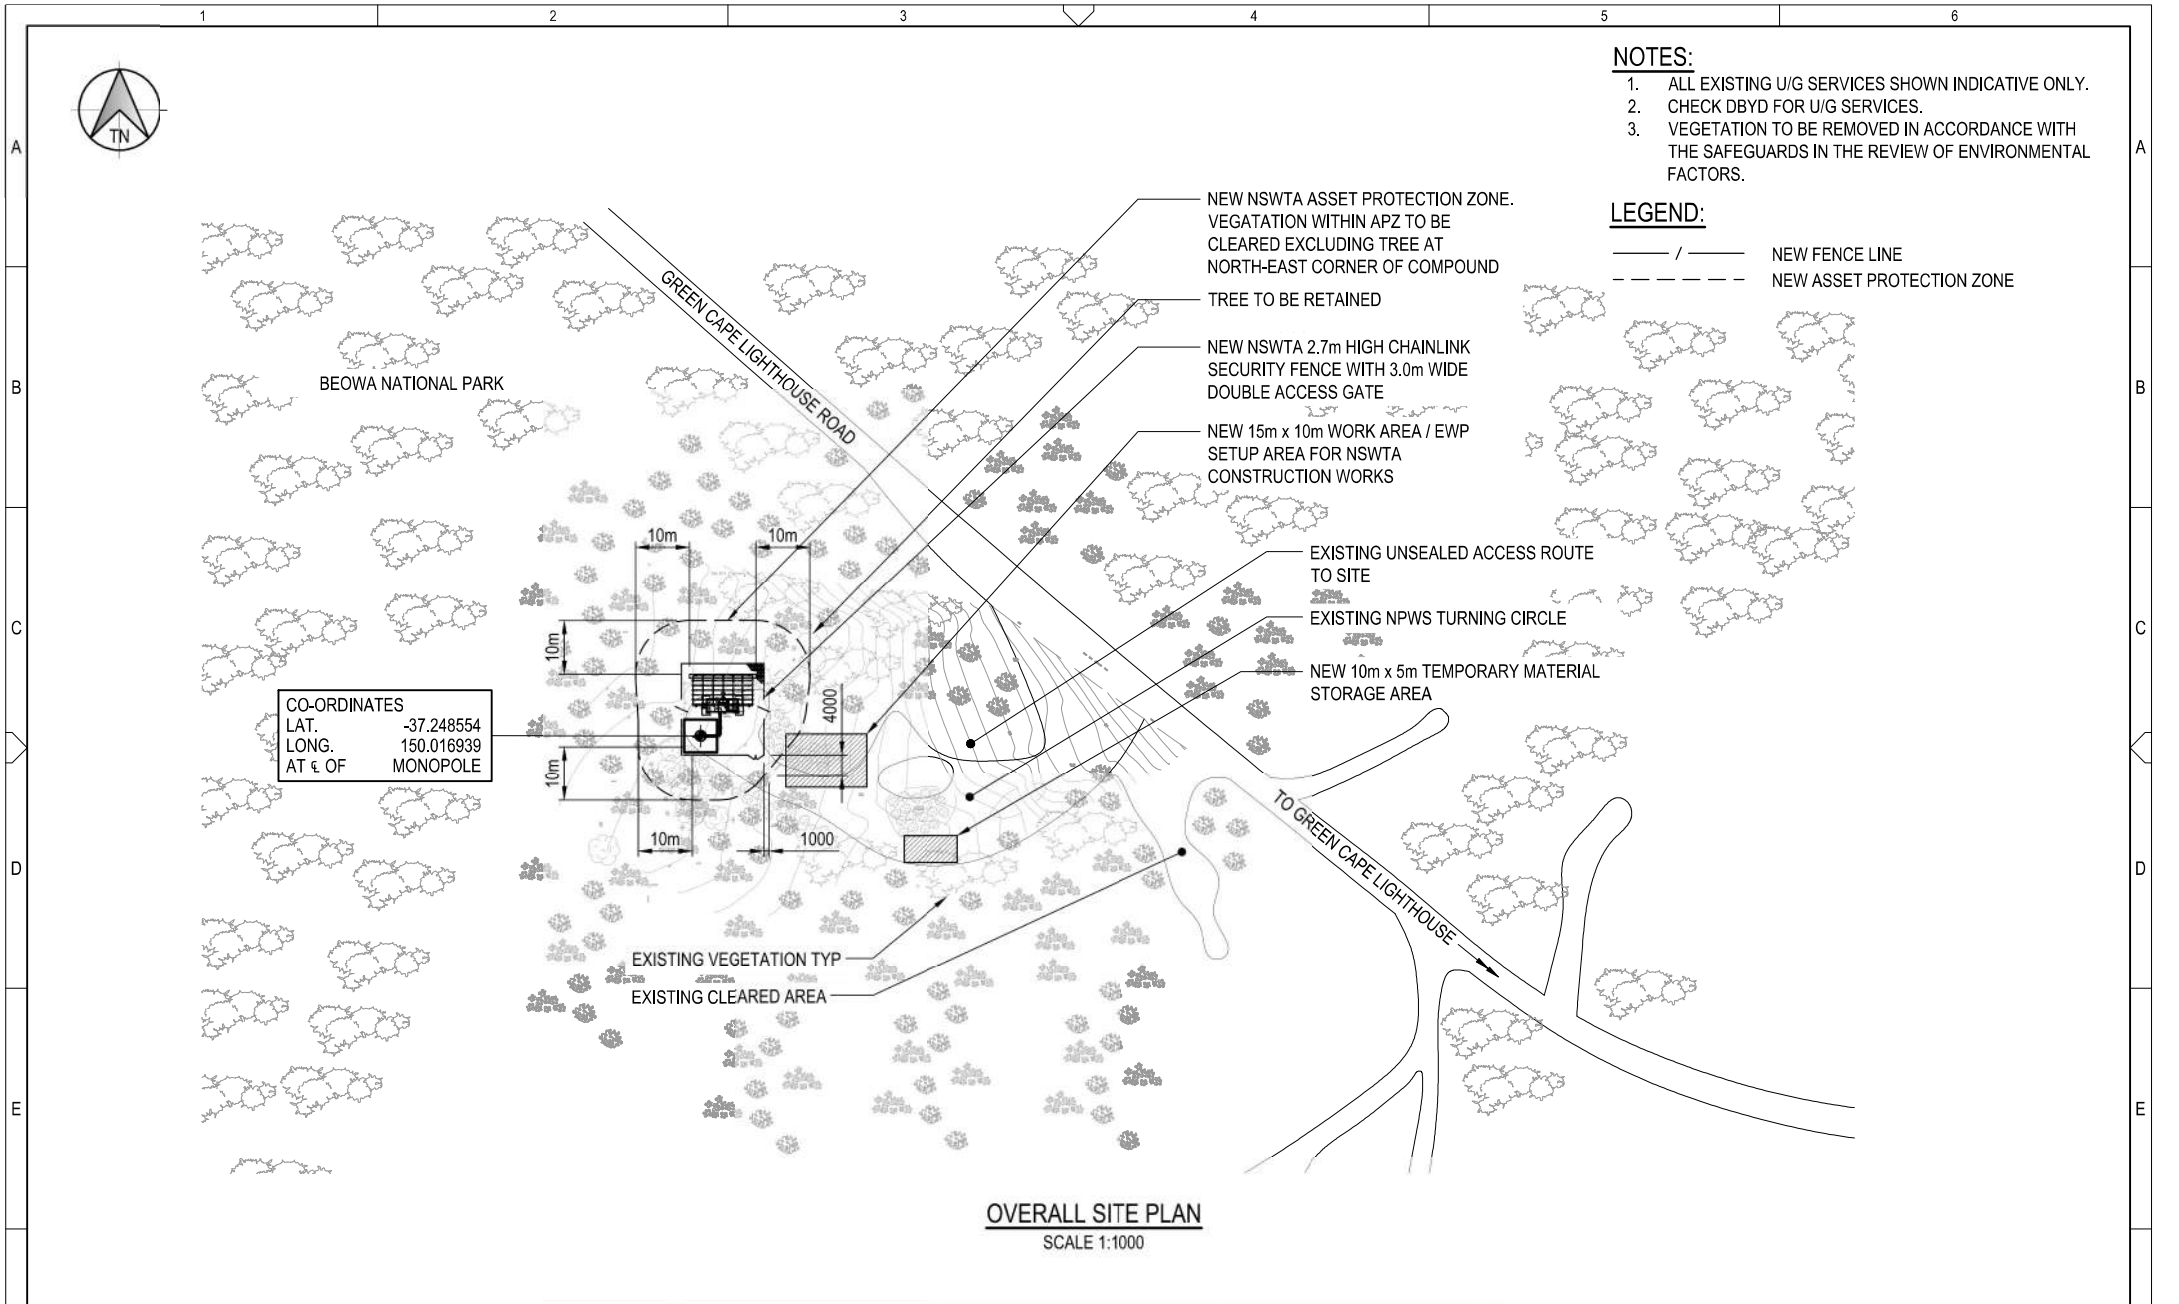 1 2 3 4 5 6
A
B
C
D
E
A
B
C
D
E
TN
NOTES:
1. ALL EXISTING U/G SERVICES SHOWN INDICATIVE ONLY.
2. CHECK DBYD FOR U/G SERVICES.
3. VEGETATION TO BE REMOVED IN ACCORDANCE WITH
THE SAFEGUARDS IN THE REVIEW OF ENVIRONMENTAL
FACTORS.
LEGEND:
/ NEW FENCE LINE
NEW ASSET PROTECTION ZONE
NEW NSWTA ASSET PROTECTION ZONE.
VEGATATION WITHIN APZ TO BE
CLEARED EXCLUDING TREE AT
NORTH-EAST CORNER OF COMPOUND
TREE TO BE RETAINED
NEW NSWTA 2.7m HIGH CHAINLINK
SECURITY FENCE WITH 3.0m WIDE
DOUBLE ACCESS GATE
NEW 15m x 10m WORK AREA / EWP
SETUP AREA FOR NSWTA
CONSTRUCTION WORKS
EXISTING UNSEALED ACCESS ROUTE
TO SITE
EXISTING NPWS TURNING CIRCLE
NEW 10m x 5m TEMPORARY MATERIAL
STORAGE AREA
GREEN CAPE LIGHTHOUSE ROAD
BEOWA NATIONAL PARK
10m
10m
10m
4000
CO-ORDINATES
LAT. -37.248554
LONG. 150.016939
AT ℄ OF MONOPOLE
10m
10m
1000
TO GREEN CAPE LIGHTHOUSE
EXISTING VEGETATION TYP
EXISTING CLEARED AREA
OVERALL SITE PLAN
SCALE 1:1000